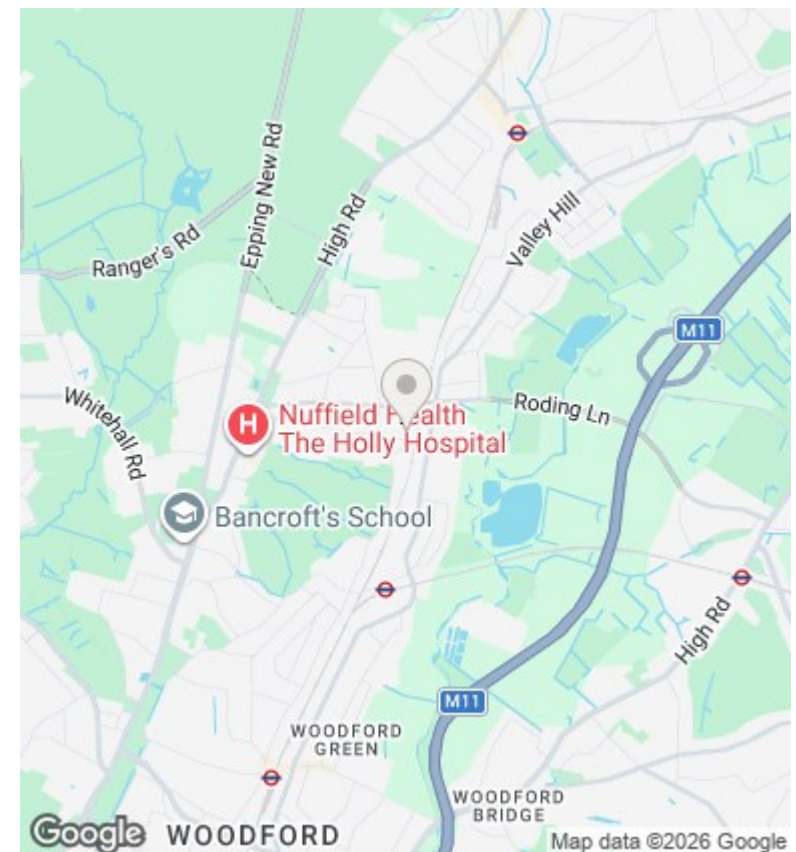 Epping New Rd
High Rd
Ranger's Rd
Valley Hill
M11
Whitehall Rd
H
Nuffield Health
The Holly Hospital
Roding Ln
Bancroft's School
High Rd
M11
WOODFORD
GREEN
WOODFORD
BRIDGE
Google
WOODFORD
Map data ©2026 Google